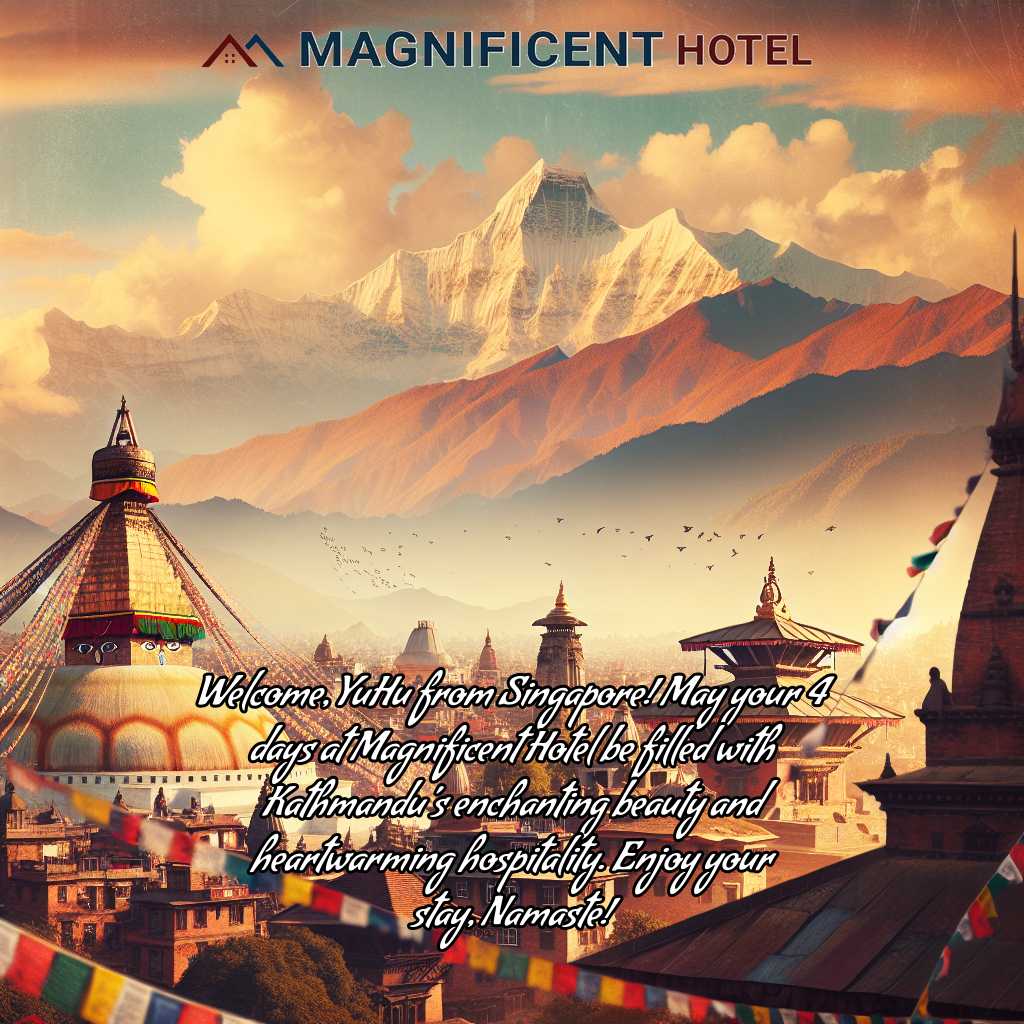 MAGNIFICENT HOTEL
Welcome, YuHu from Singapore! May your 4
days at Magnificent Hotel be filled with
Kathmandu's enchanting beauty and
heartwarming hospitality. Enjoy your
stay, Namaste!